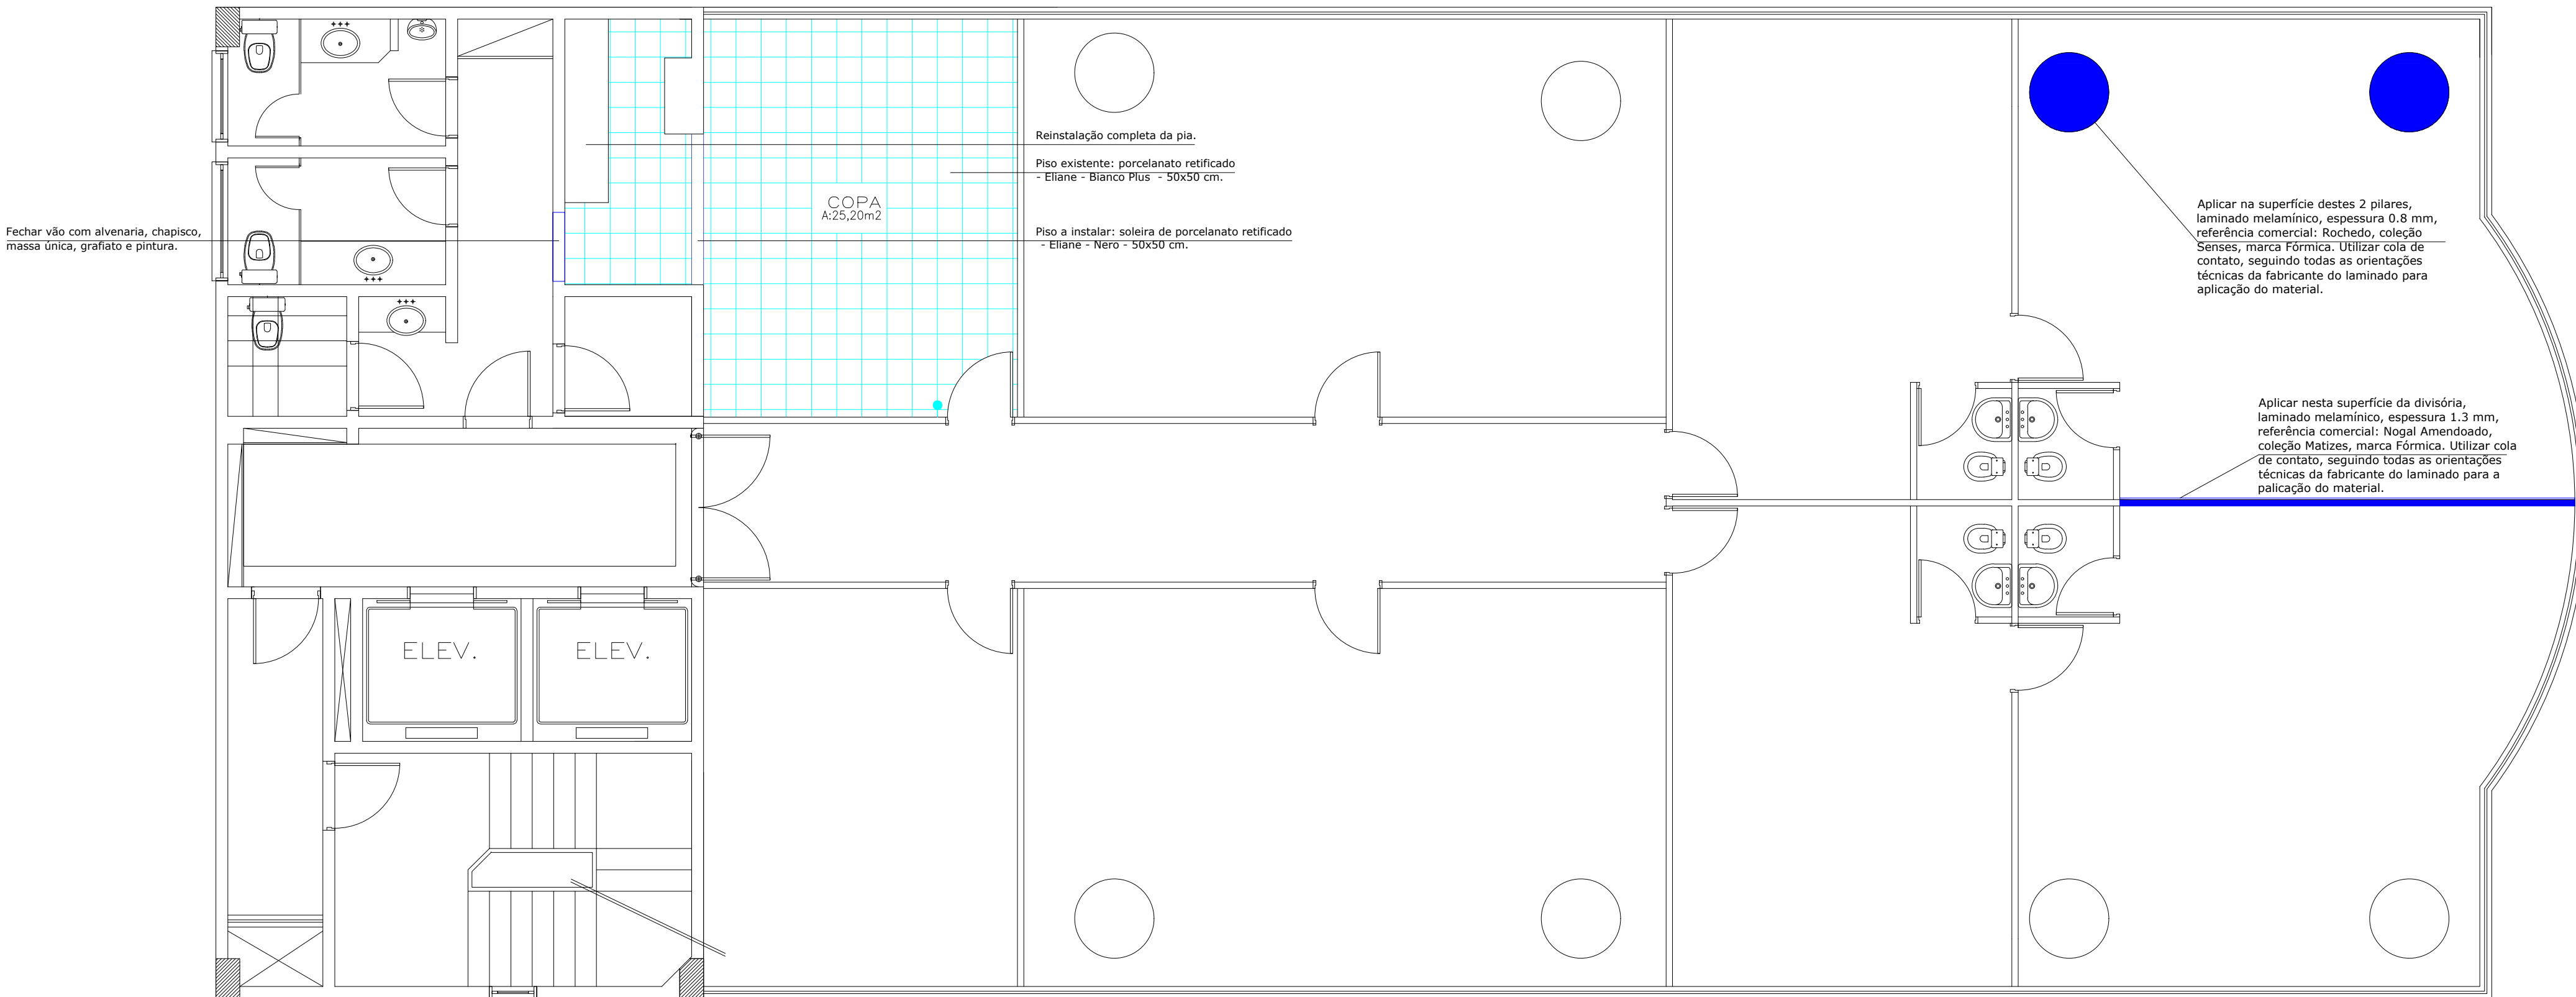 Reinstalação completa da pia.
Piso existente: porcelanato retificado
- Eliane - Bianco Plus - 50x50 cm.
COPA
A:25,20m2
Piso a instalar: soleira de porcelanato retificado
- Eliane - Nero - 50x50 cm.
Fechar vão com alvenaria, chapisco,
massa única, grafiato e pintura.
Aplicar na superfície destes 2 pilares,
laminado melamínico, espessura 0.8 mm,
referência comercial: Rochedo, coleção
Senses, marca Fórmica. Utilizar cola de
contato, seguindo todas as orientações
técnicas da fabricante do laminado para
aplicação do material.
Aplicar nesta superfície da divisória,
laminado melamínico, espessura 1.3 mm,
referência comercial: Nogal Amendoado,
coleção Matizes, marca Fórmica. Utilizar cola
de contato, seguindo todas as orientações
técnicas da fabricante do laminado para a
palicação do material.
ELEV.
ELEV.